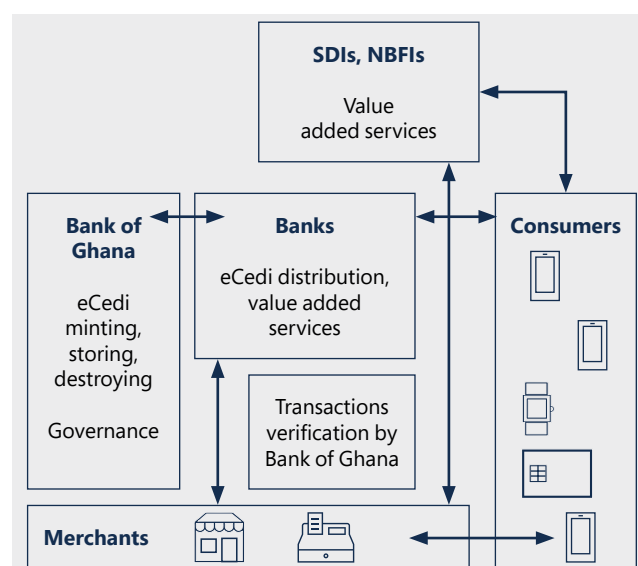 SDIs, NBFIs
Value
added services
Bank of
Ghana
eCedi
minting,
storing,
destroying
Governance
Banks
eCedi distribution,
value added
services
Consumers
Transactions
verification by
Bank of Ghana
Merchants